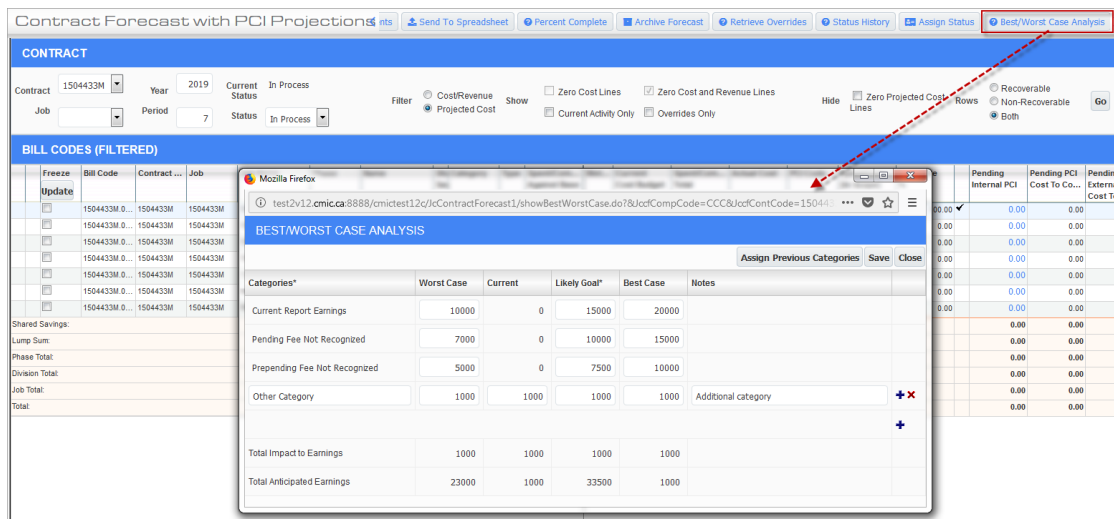 Contract Forecast with PCI Projections
nts Send To Spreadsheet Percent Complete Archive Forecast Retrieve Overrides Status History Assign Status Best/Worst Case Analysis
CONTRACT
Contract 1504433M Year 2019 Current Status In Process Filter Cost/Revenue Projected Cost Show Zero Cost Lines Zero Cost and Revenue Lines Hide Zero Projected Cost Lines Rows Recoverable Non-Recoverable Both Go
Job Period 7 Status In Process Current Activity Only Overrides Only
BILL CODES (FILTERED)
Freeze Bill Code Contract ... Job Pending Internal PCI Pending PCI Cost To Co...
Update
1504433M.0... 1504433M 1504433M 0.00 0.00
1504433M.0... 1504433M 1504433M 0.00 0.00 0.00
1504433M.0... 1504433M 1504433M 0.00 0.00 0.00
1504433M.0... 1504433M 1504433M 0.00 0.00 0.00
1504433M.0... 1504433M 1504433M 0.00 0.00 0.00
1504433M.0... 1504433M 1504433M 0.00 0.00 0.00
1504433M.0... 1504433M 1504433M 0.00 0.00 0.00
Shared Savings: 0.00 0.00
Lump Sum: 0.00 0.00
Phase Total: 0.00 0.00
Division Total: 0.00 0.00
Job Total: 0.00 0.00
Total: 0.00 0.00
Mozilla Firefox
test2v12.cmic.ca:8888/cmictest12c/JcContractForecast1/showBestWorstCase.do?&JccfCompCode=CCC&JccfContCode=150443
BEST/WORST CASE ANALYSIS
Assign Previous Categories Save Close
Categories* Worst Case Current Likely Goal* Best Case Notes
Current Report Earnings 10000 0 15000 20000
Pending Fee Not Recognized 7000 0 10000 15000
Prepending Fee Not Recognized 5000 0 7500 10000
Other Category 1000 1000 1000 1000 Additional category
Total Impact to Earnings 1000 1000 1000 1000
Total Anticipated Earnings 23000 1000 33500 1000